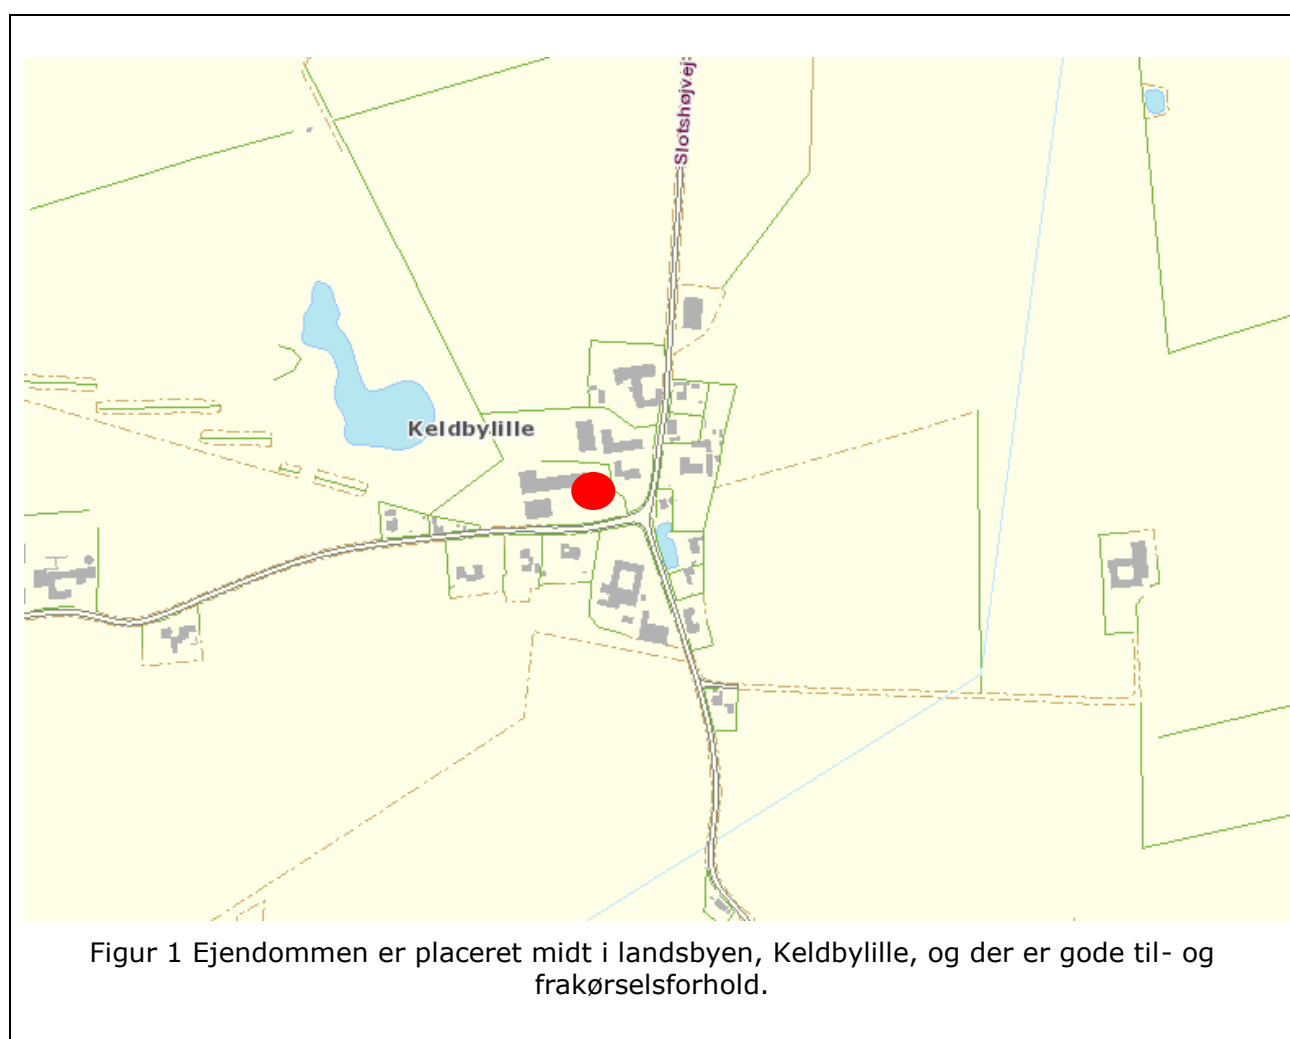 Slotshøjvej
Keldbylille
Figur 1 Ejendommen er placeret midt i landsbyen, Keldbylille, og der er gode til- og
frakørselsforhold.